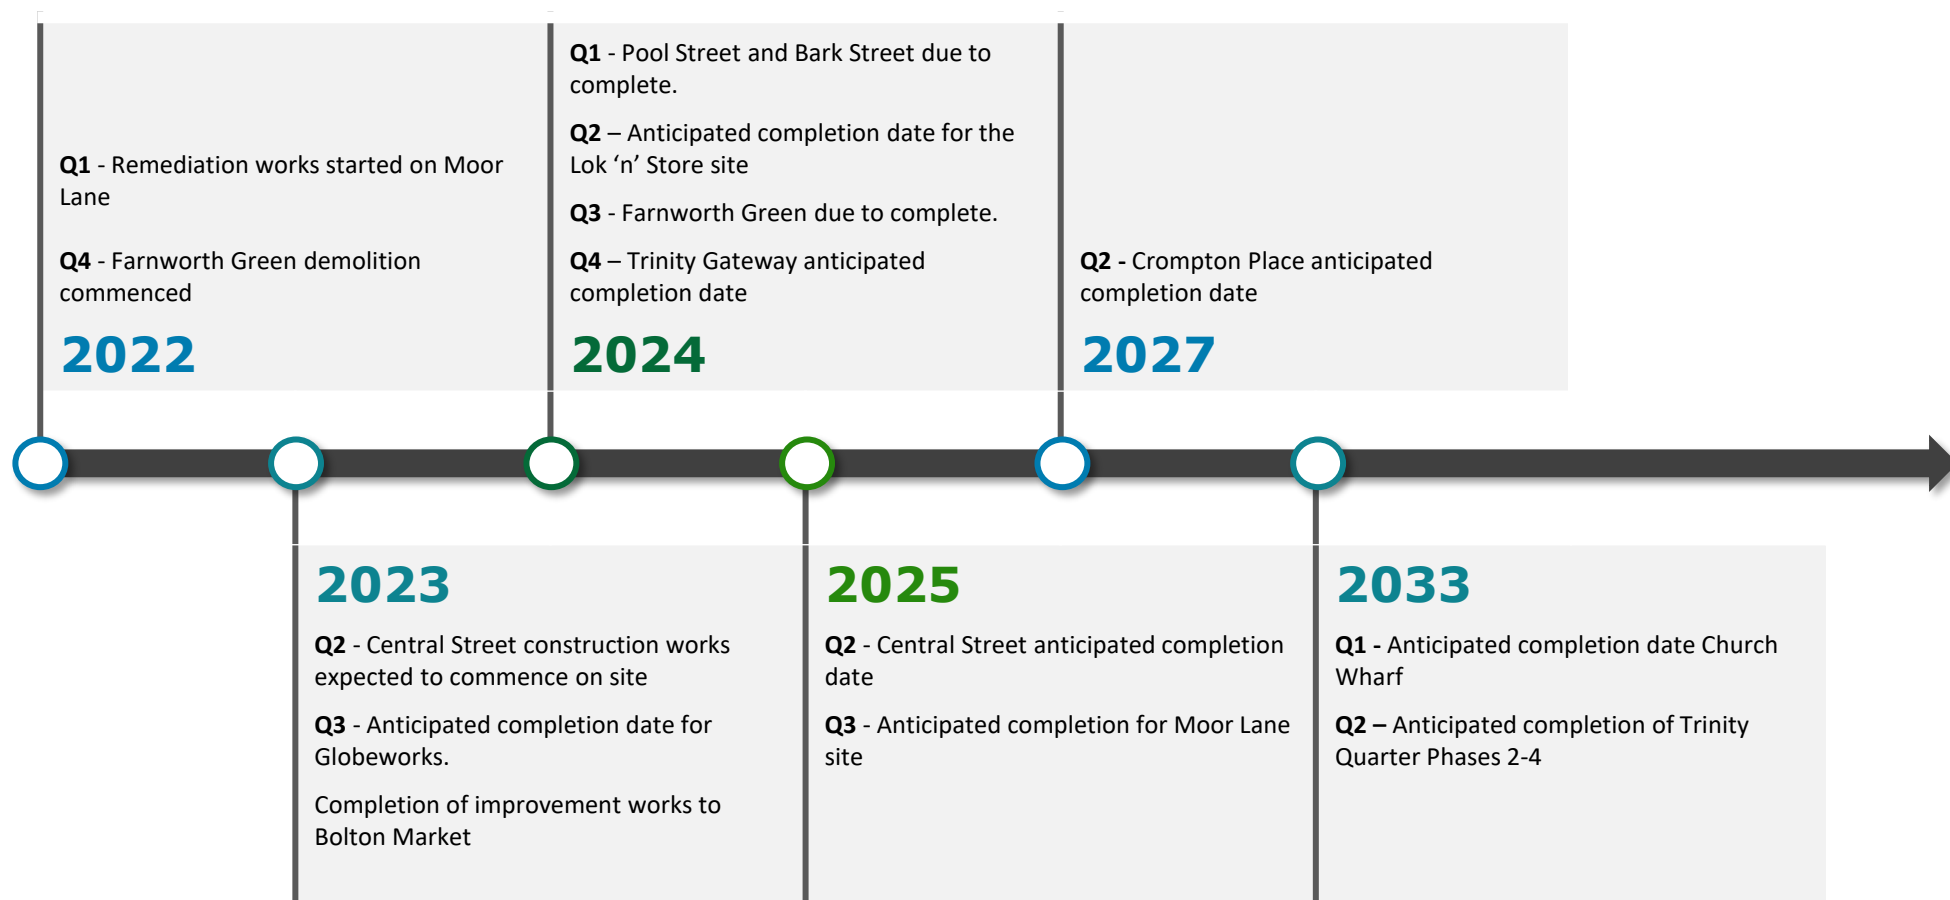 Q1 - Remediation works started on Moor
Lane
Q4 - Farnworth Green demolition
commenced
2022
Q1 - Pool Street and Bark Street due to
complete.
Q2 – Anticipated completion date for the
Lok ‘n’ Store site
Q3 - Farnworth Green due to complete.
Q4 – Trinity Gateway anticipated
completion date
2024
Q2 - Crompton Place anticipated
completion date
2027
2023
Q2 - Central Street construction works
expected to commence on site
Q3 - Anticipated completion date for
Globeworks.
Completion of improvement works to
Bolton Market
2025
Q2 - Central Street anticipated completion
date
Q3 - Anticipated completion for Moor Lane
site
2033
Q1 - Anticipated completion date Church
Wharf
Q2 – Anticipated completion of Trinity
Quarter Phases 2-4